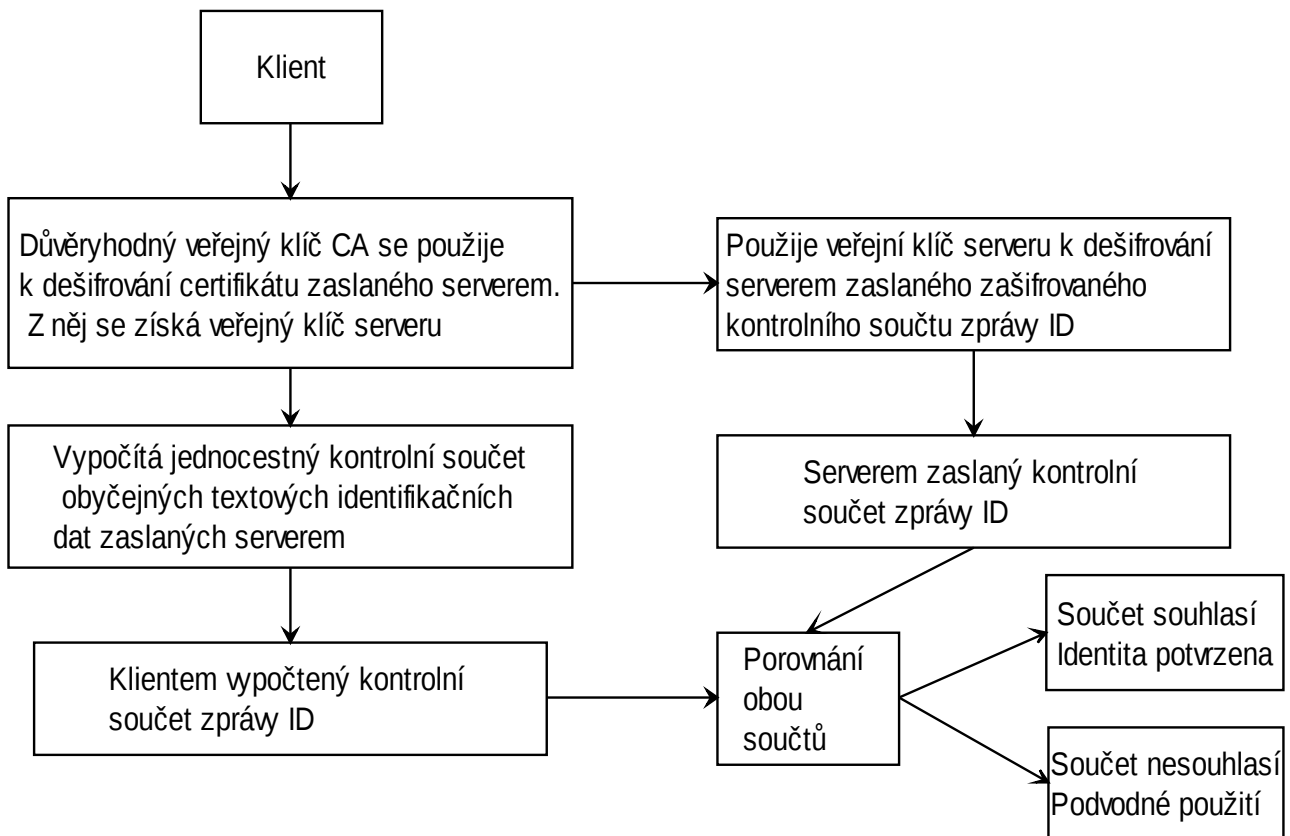 Klient
Důvěryhodný veřejný klíč CA se použije
k dešifrování certifikátu zaslaného serverem.
Z něj se získá veřejný klíč serveru
Použije veřejní klíč serveru k dešifrování
serverem zaslaného zašifrovaného
kontrolního součtu zprávy ID
Vypočítá jednocestný kontrolní součet
obyčejných textových identifikačních
dat zaslaných serverem
Serverem zaslaný kontrolní
součet zprávy ID
Klientem vypočtený kontrolní
součet zprávy ID
Porovnání
obou
součtů
Součet souhlasí
Identita potvrzena
Součet nesouhlasí
Podvodné použití